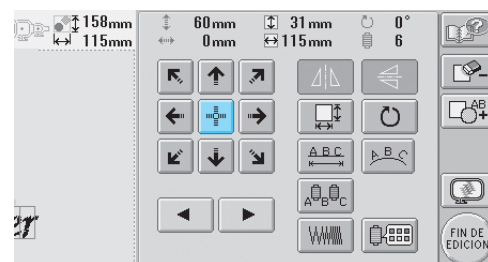 158mm
115mm
60mm
0mm
31mm
115mm
0°
6
ABC
ABC
ABC
AB
FIN DE
EDICION